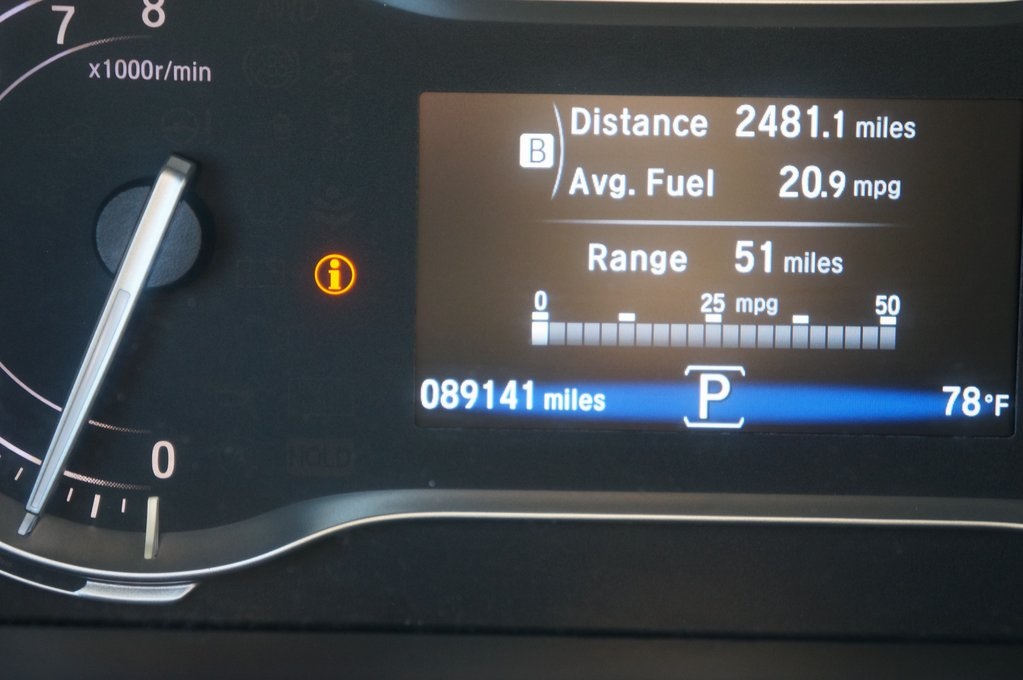 7 8
x1000r/min
0
B
Distance 2481.1 miles
Avg. Fuel 20.9 mpg
Range 51 miles
0 25 mpg 50
089141 miles P 78°F
i
HOLD